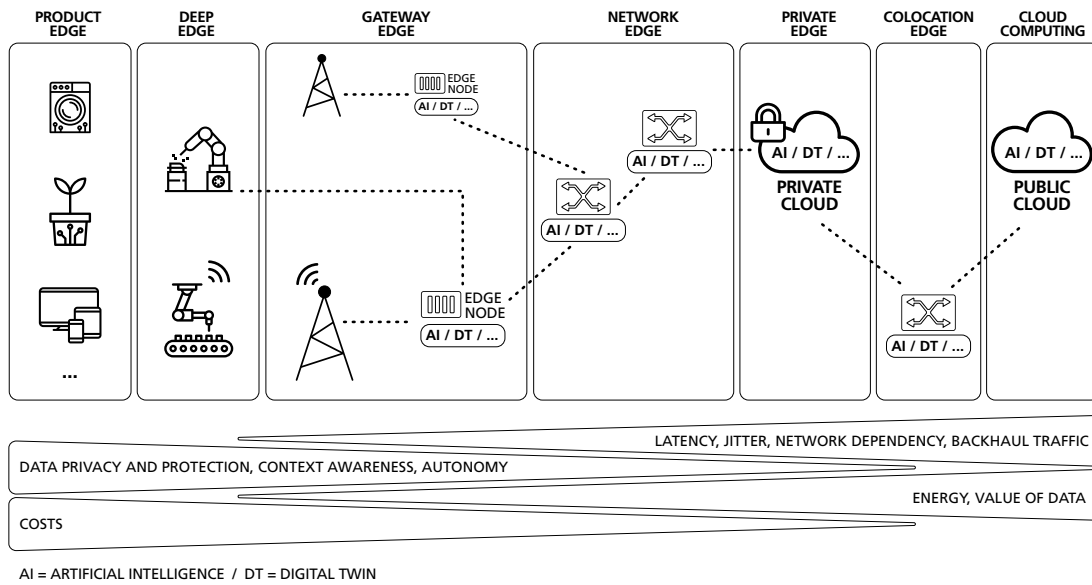 PRODUCT
EDGE
DEEP
EDGE
GATEWAY
EDGE
NETWORK
EDGE
PRIVATE
EDGE
COLOCATION
EDGE
CLOUD
COMPUTING
EDGE
NODE
AI / DT / ...
AI / DT / ...
AI / DT / ...
PRIVATE
CLOUD
AI / DT / ...
PUBLIC
CLOUD
AI / DT / ...
EDGE
NODE
AI / DT / ...
AI / DT / ...
...
LATENCY, JITTER, NETWORK DEPENDENCY, BACKHAUL TRAFFIC
DATA PRIVACY AND PROTECTION, CONTEXT AWARENESS, AUTONOMY
ENERGY, VALUE OF DATA
COSTS
AI = ARTIFICIAL INTELLIGENCE / DT = DIGITAL TWIN